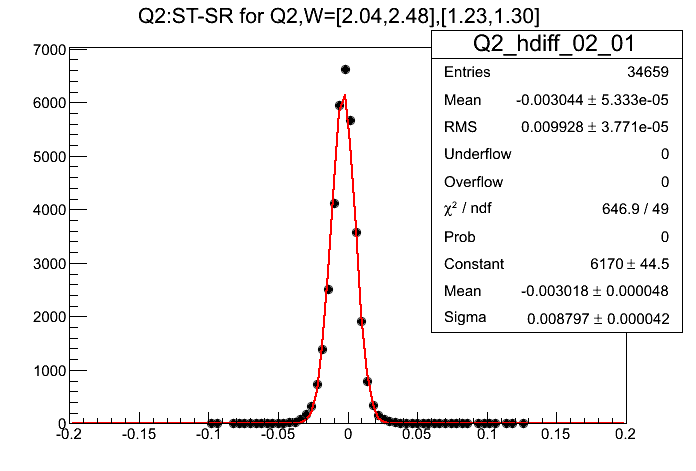 Q2:ST-SR for Q2,W=[2.04,2.48],[1.23,1.30]
Q2_hdiff_02_01
Entries 34659
Mean -0.003044 ± 5.333e-05
RMS 0.009928 ± 3.771e-05
Underflow 0
Overflow 0
χ² / ndf 646.9 / 49
Prob 0
Constant 6170 ± 44.5
Mean -0.003018 ± 0.000048
Sigma 0.008797 ± 0.000042
7000
6000
5000
4000
3000
2000
1000
0
-0.2 -0.15 -0.1 -0.05 0 0.05 0.1 0.15 0.2